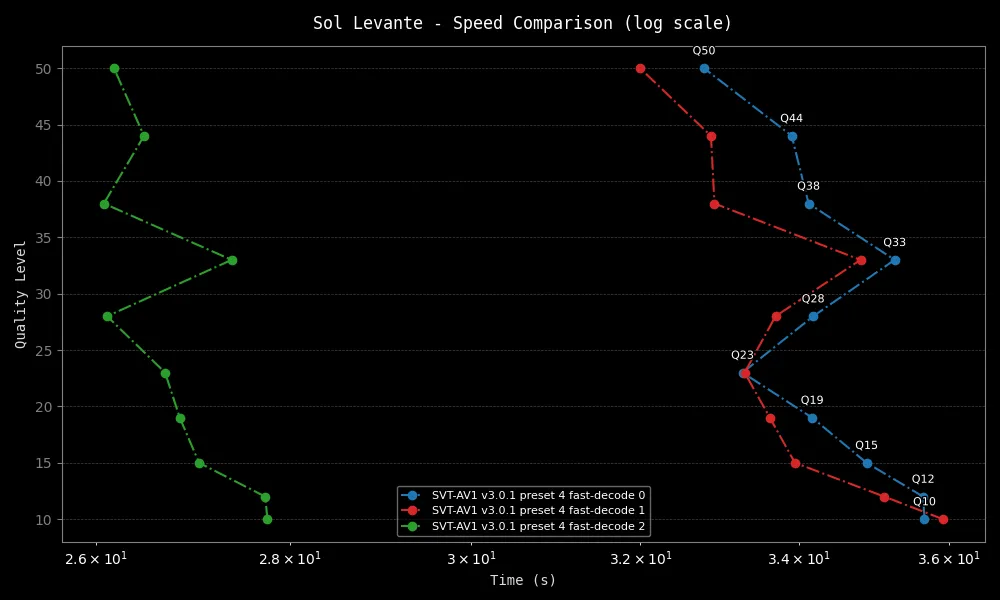 Sol Levante - Speed Comparison (log scale)
Quality Level
50
45
40
35
30
25
20
15
10
Q50
Q44
Q38
Q33
Q28
Q23
Q19
Q15
Q12
Q10
SVT-AV1 v3.0.1 preset 4 fast-decode 0
SVT-AV1 v3.0.1 preset 4 fast-decode 1
SVT-AV1 v3.0.1 preset 4 fast-decode 2
2.6 × 10¹ 2.8 × 10¹ 3 × 10¹ 3.2 × 10¹ 3.4 × 10¹ 3.6 × 10¹
Time (s)